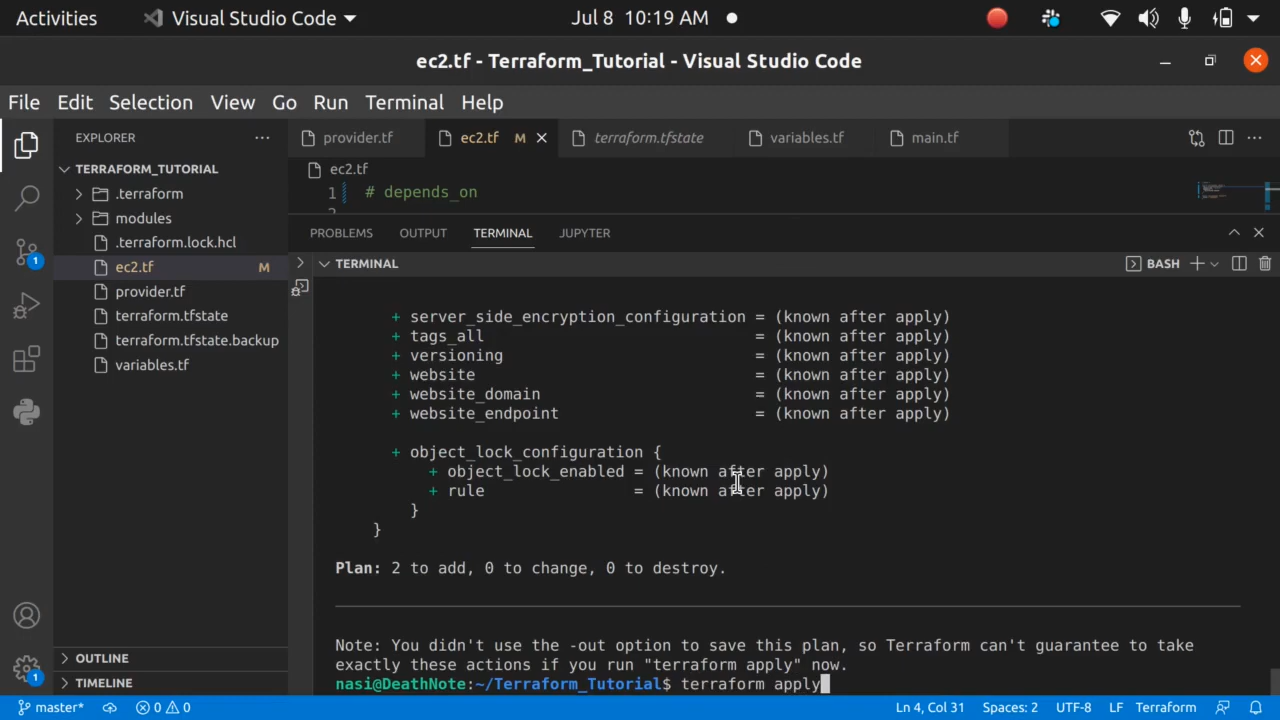 Activities Visual Studio Code Jul 8 10:19 AM
ec2.tf - Terraform_Tutorial - Visual Studio Code
File Edit Selection View Go Run Terminal Help
EXPLORER
TERRAFORM_TUTORIAL
.terraform
modules
.terraform.lock.hcl
ec2.tf M
provider.tf
terraform.tfstate
terraform.tfstate.backup
variables.tf
OUTLINE
TIMELINE
1
1
provider.tf ec2.tf M terraform.tfstate variables.tf main.tf
ec2.tf
1 # depends_on
2
PROBLEMS OUTPUT TERMINAL JUPYTER
TERMINAL BASH
+ server_side_encryption_configuration = (known after apply)
+ tags_all = (known after apply)
+ versioning = (known after apply)
+ website = (known after apply)
+ website_domain = (known after apply)
+ website_endpoint = (known after apply)
+ object_lock_configuration {
+ object_lock_enabled = (known after apply)
+ rule = (known after apply)
}
}
Plan: 2 to add, 0 to change, 0 to destroy.
Note: You didn't use the -out option to save this plan, so Terraform can't guarantee to take
exactly these actions if you run "terraform apply" now.
nasi@DeathNote:~/Terraform_Tutorial$ terraform apply
master* 0 0 Ln 4, Col 31 Spaces: 2 UTF-8 LF Terraform